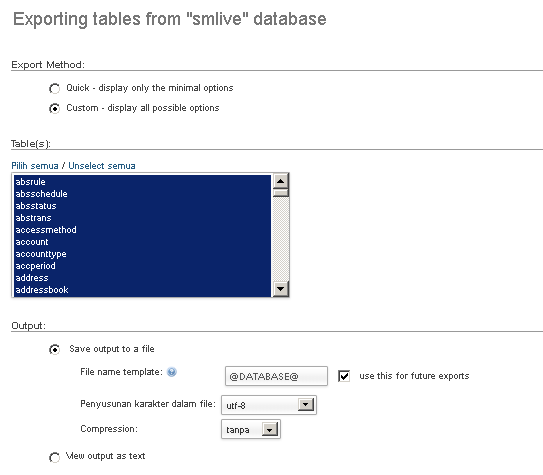 Exporting tables from "smlive" database
Export Method:
Quick - display only the minimal options
Custom - display all possible options
Table(s):
Pilih semua / Unselect semua
absrule
absschedule
absstatus
abstrans
accessmethod
account
accounttype
accperiod
address
addressbook
Output:
Save output to a file
File name template: @DATABASE@ use this for future exports
Penyusunan karakter dalam file: utf-8
Compression: tanpa
View output as text